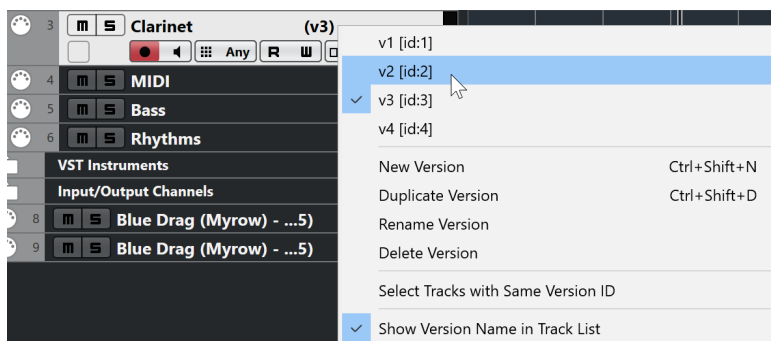 3 m S Clarinet (v3)
Any R W
4 m S MIDI
5 m S Bass
6 m S Rhythms
VST Instruments
Input/Output Channels
8 m S Blue Drag (Myrow) - ...5)
9 m S Blue Drag (Myrow) - ...5)
v1 [id:1]
v2 [id:2]
v3 [id:3]
v4 [id:4]
New Version Ctrl+Shift+N
Duplicate Version Ctrl+Shift+D
Rename Version
Delete Version
Select Tracks with Same Version ID
Show Version Name in Track List